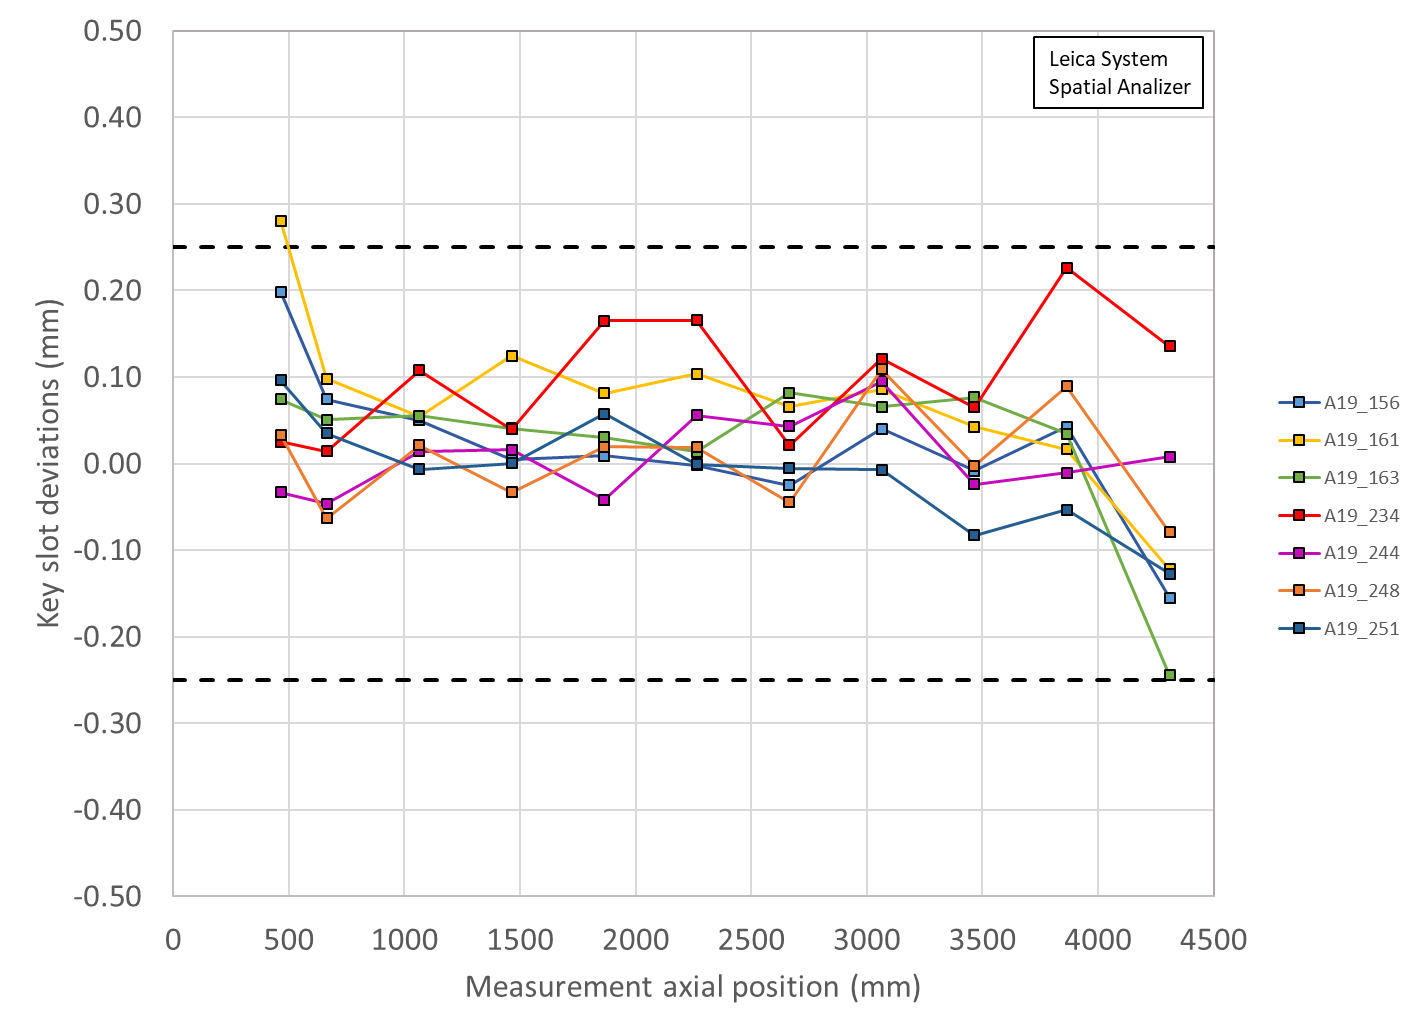 0.50
0.40
0.30
0.20
0.10
0.00
-0.10
-0.20
-0.30
-0.40
-0.50
Key slot deviations (mm)
Leica System
Spatial Analizer
A19_156
A19_161
A19_163
A19_234
A19_244
A19_248
A19_251
0 500 1000 1500 2000 2500 3000 3500 4000 4500
Measurement axial position (mm)